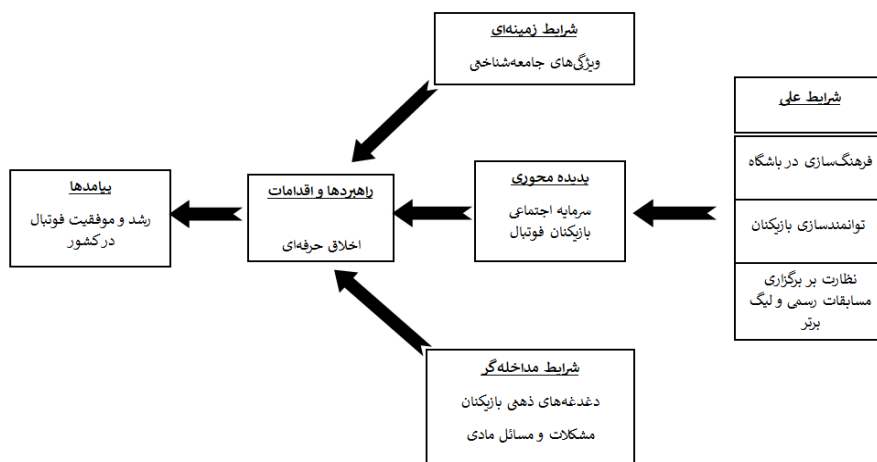 شرایط زمینه‌ای
ویژگی‌های جامعه‌شناختی
شرایط علی
فرهنگ‌سازی در باشگاه
توانمندسازی بازیکنان
نظارت بر برگزاری
مسابقات رسمی و لیگ
برتر
پدیده محوری
سرمایه اجتماعی
بازیکنان فوتبال
راهبردها و اقدامات
اخلاق حرفه‌ای
پیامدها
رشد و موفقیت فوتبال
در کشور
شرایط مداخله‌گر
دغدغه‌های ذهنی بازیکنان
مشکلات و مسائل مادی